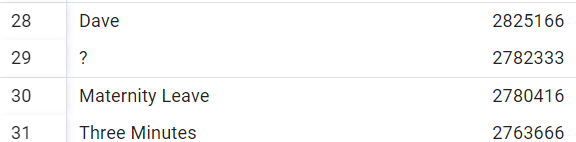 28 Dave 2825166
29 ? 2782333
30 Maternity Leave 2780416
31 Three Minutes 2763666